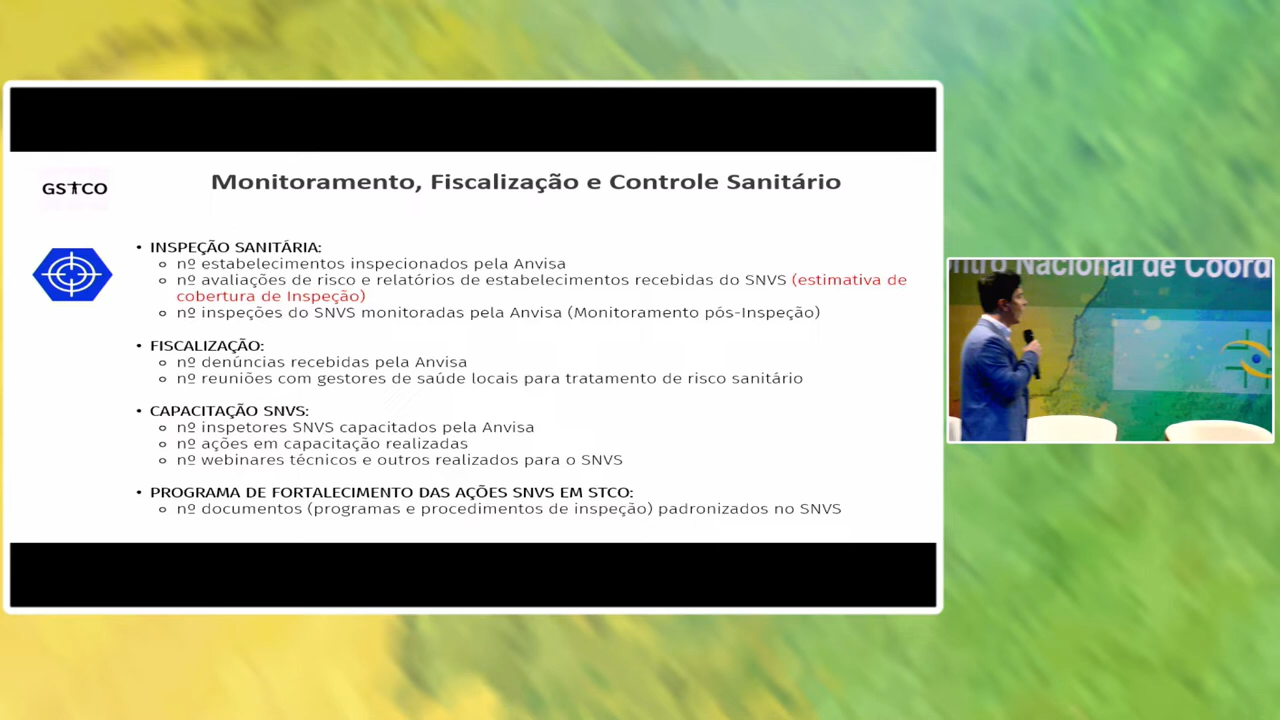 GSTCO
Monitoramento, Fiscalização e Controle Sanitário
• INSPEÇÃO SANITÁRIA:
nº estabelecimentos inspecionados pela Anvisa
nº avaliações de risco e relatórios de estabelecimentos recebidas do SNVS (estimativa de
cobertura de Inspeção)
nº inspeções do SNVS monitoradas pela Anvisa (Monitoramento pós-Inspeção)
• FISCALIZAÇÃO:
nº denúncias recebidas pela Anvisa
nº reuniões com gestores de saúde locais para tratamento de risco sanitário
• CAPACITAÇÃO SNVS:
nº inspetores SNVS capacitados pela Anvisa
nº ações em capacitação realizadas
nº webinares técnicos e outros realizados para o SNVS
• PROGRAMA DE FORTALECIMENTO DAS AÇÕES SNVS EM STCO:
nº documentos (programas e procedimentos de inspeção) padronizados no SNVS
ntro Nacional de Coord